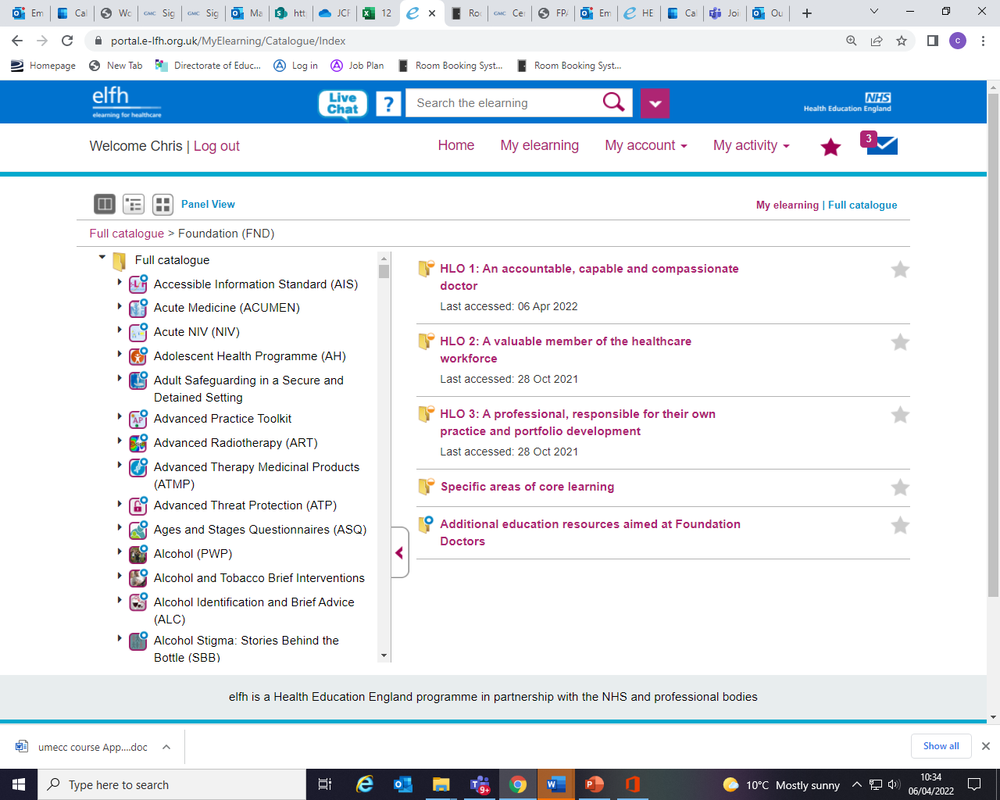 Em
Cal
Wo
GMC Sig
GMC Sig
Ma
htt
JCF
12
Roo
GMC Cer
FPA
Em
HE
Cal
Joi
Ou
portal.e-lfh.org.uk/MyElearning/Catalogue/Index
C
Homepage
New Tab
Directorate of Educ...
Log in
Job Plan
Room Booking Syst...
Room Booking Syst...
elfh
elearning for healthcare
Live Chat
?
Search the elearning
NHS
Health Education England
Welcome Chris | Log out
Home
My elearning
My account
My activity
3
Panel View
My elearning | Full catalogue
Full catalogue > Foundation (FND)
Full catalogue
Accessible Information Standard (AIS)
Acute Medicine (ACUMEN)
Acute NIV (NIV)
Adolescent Health Programme (AH)
Adult Safeguarding in a Secure and
Detained Setting
Advanced Practice Toolkit
Advanced Radiotherapy (ART)
Advanced Therapy Medicinal Products
(ATMP)
Advanced Threat Protection (ATP)
Ages and Stages Questionnaires (ASQ)
Alcohol (PWP)
Alcohol and Tobacco Brief Interventions
Alcohol Identification and Brief Advice
(ALC)
Alcohol Stigma: Stories Behind the
Bottle (SBB)
HLO 1: An accountable, capable and compassionate
doctor
Last accessed: 06 Apr 2022
HLO 2: A valuable member of the healthcare
workforce
Last accessed: 28 Oct 2021
HLO 3: A professional, responsible for their own
practice and portfolio development
Last accessed: 28 Oct 2021
Specific areas of core learning
Additional education resources aimed at Foundation
Doctors
elfh is a Health Education England programme in partnership with the NHS and professional bodies
umecc course App....doc
Show all
Type here to search
9+
10°C Mostly sunny
10:34
06/04/2022